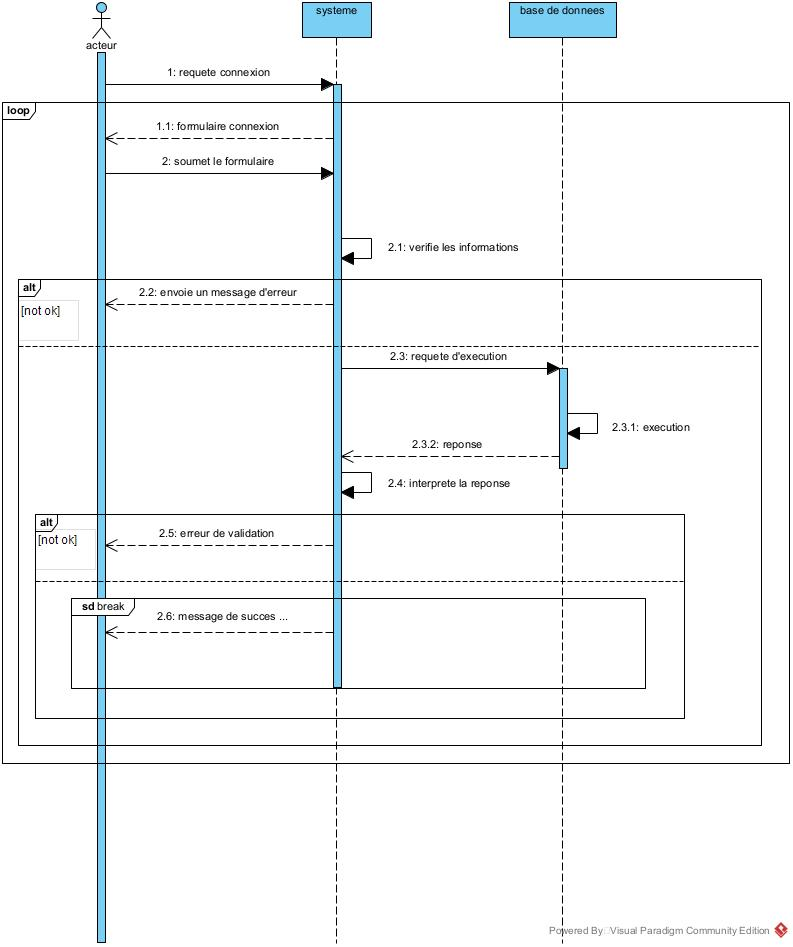 systeme
base de donnees
acteur
1: requete connexion
loop
1.1: formulaire connexion
2: soumet le formulaire
2.1: verifie les informations
alt
2.2: envoie un message d'erreur
[not ok]
2.3: requete d'execution
2.3.1: execution
2.3.2: reponse
2.4: interprete la reponse
alt
2.5: erreur de validation
[not ok]
sd break
2.6: message de succes ...
Powered By Visual Paradigm Community Edition